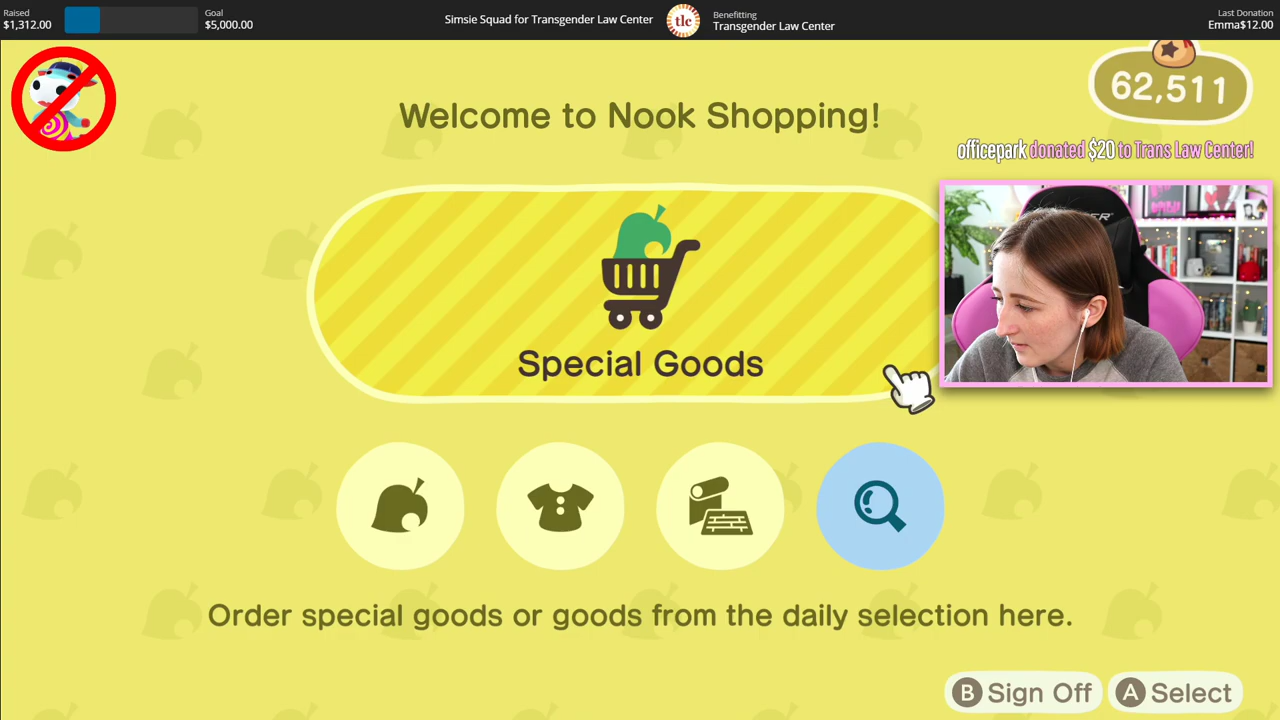 Raised
$1,312.00
Goal
$5,000.00
Simsie Squad for Transgender Law Center
tlc
Benefitting
Transgender Law Center
Last Donation
Emma$12.00
62,511
Welcome to Nook Shopping!
officepark donated $20 to Trans Law Center!
Special Goods
Order special goods or goods from the daily selection here.
B Sign Off
A Select